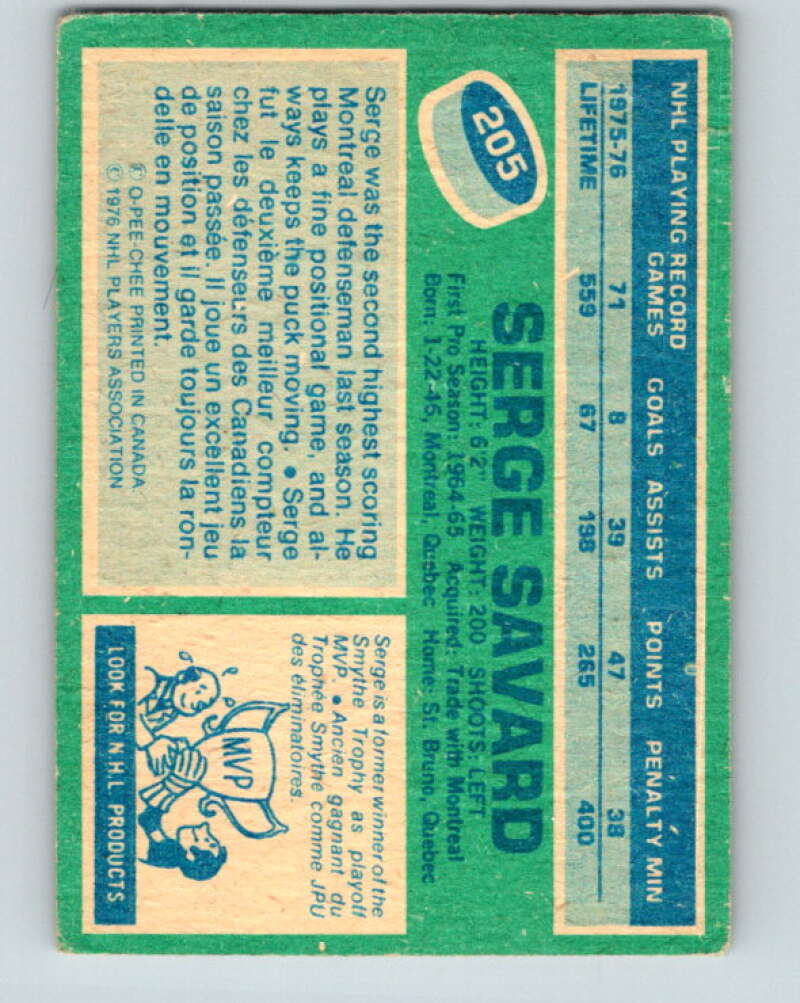 NHL PLAYING RECORD
GAMES GOALS ASSISTS POINTS PENALTY MIN
1975-76 71 8 39 47 38
LIFETIME 559 67 198 265 400
205
SERGE SAVARD
HEIGHT: 6'2" WEIGHT: 200 SHOOTS: LEFT
First Pro Season: 1964-65 Acquired: Trade with Montreal
Born: 1-22-46, Montreal, Quebec Home: St. Bruno, Quebec
Serge was the second highest scoring
Montreal defenseman last season. He
plays a fine positional game, and al-
ways keeps the puck moving. • Serge
fut le deuxième meilleur compteur
chez les défenseurs des Canadiens la
saison passée. Il joue un excellent jeu
de position et il garde toujours la ron-
delle en mouvement.
© O-PEE-CHEE PRINTED IN CANADA.
© 1976 NHL PLAYERS ASSOCIATION
Serge is a former winner of the
Smythe Trophy as playoff
MVP. • Ancien gagnant du
Trophée Smythe comme JPU
des éliminatoires.
MVP
LOOK FOR N.H.L PRODUCTS